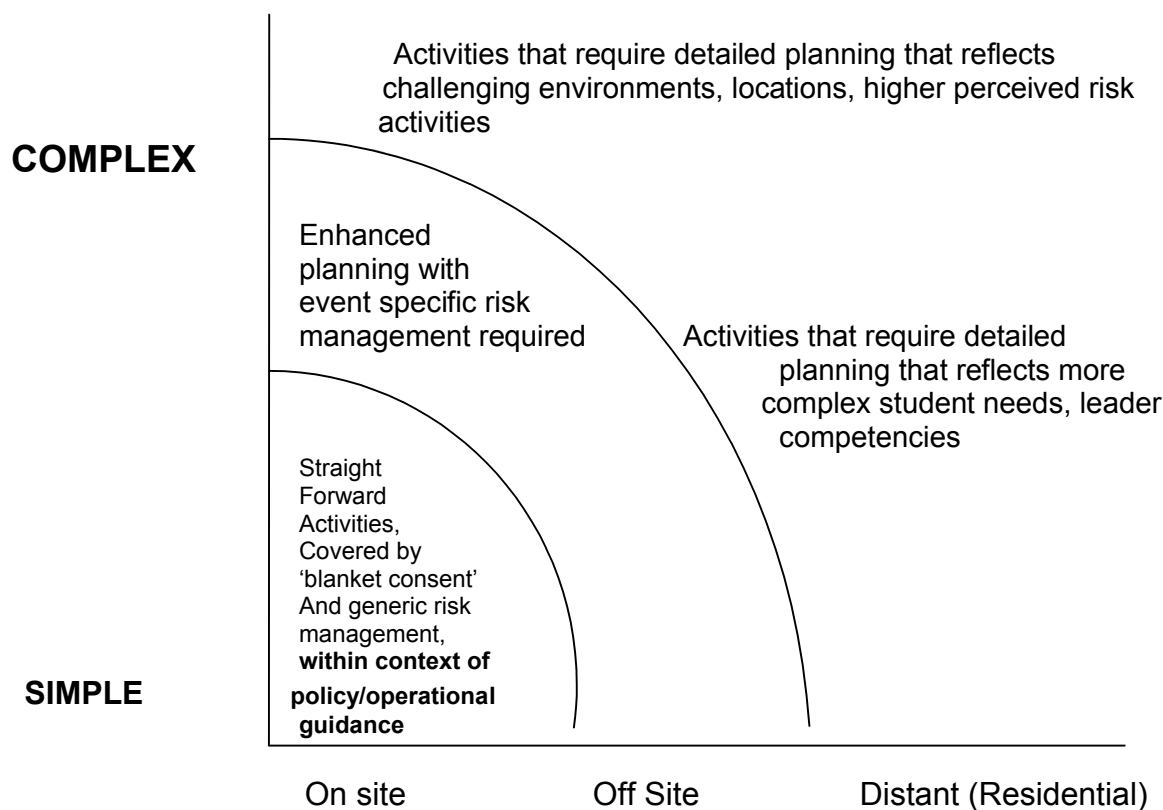 Activities that require detailed planning that reflects
challenging environments, locations, higher perceived risk
activities
COMPLEX
Enhanced
planning with
event specific risk
management required
Activities that require detailed
planning that reflects more
complex student needs, leader
competencies
Straight
Forward
Activities,
Covered by
‘blanket consent’
And generic risk
management,
within context of
policy/operational
guidance
SIMPLE
On site
Off Site
Distant (Residential)